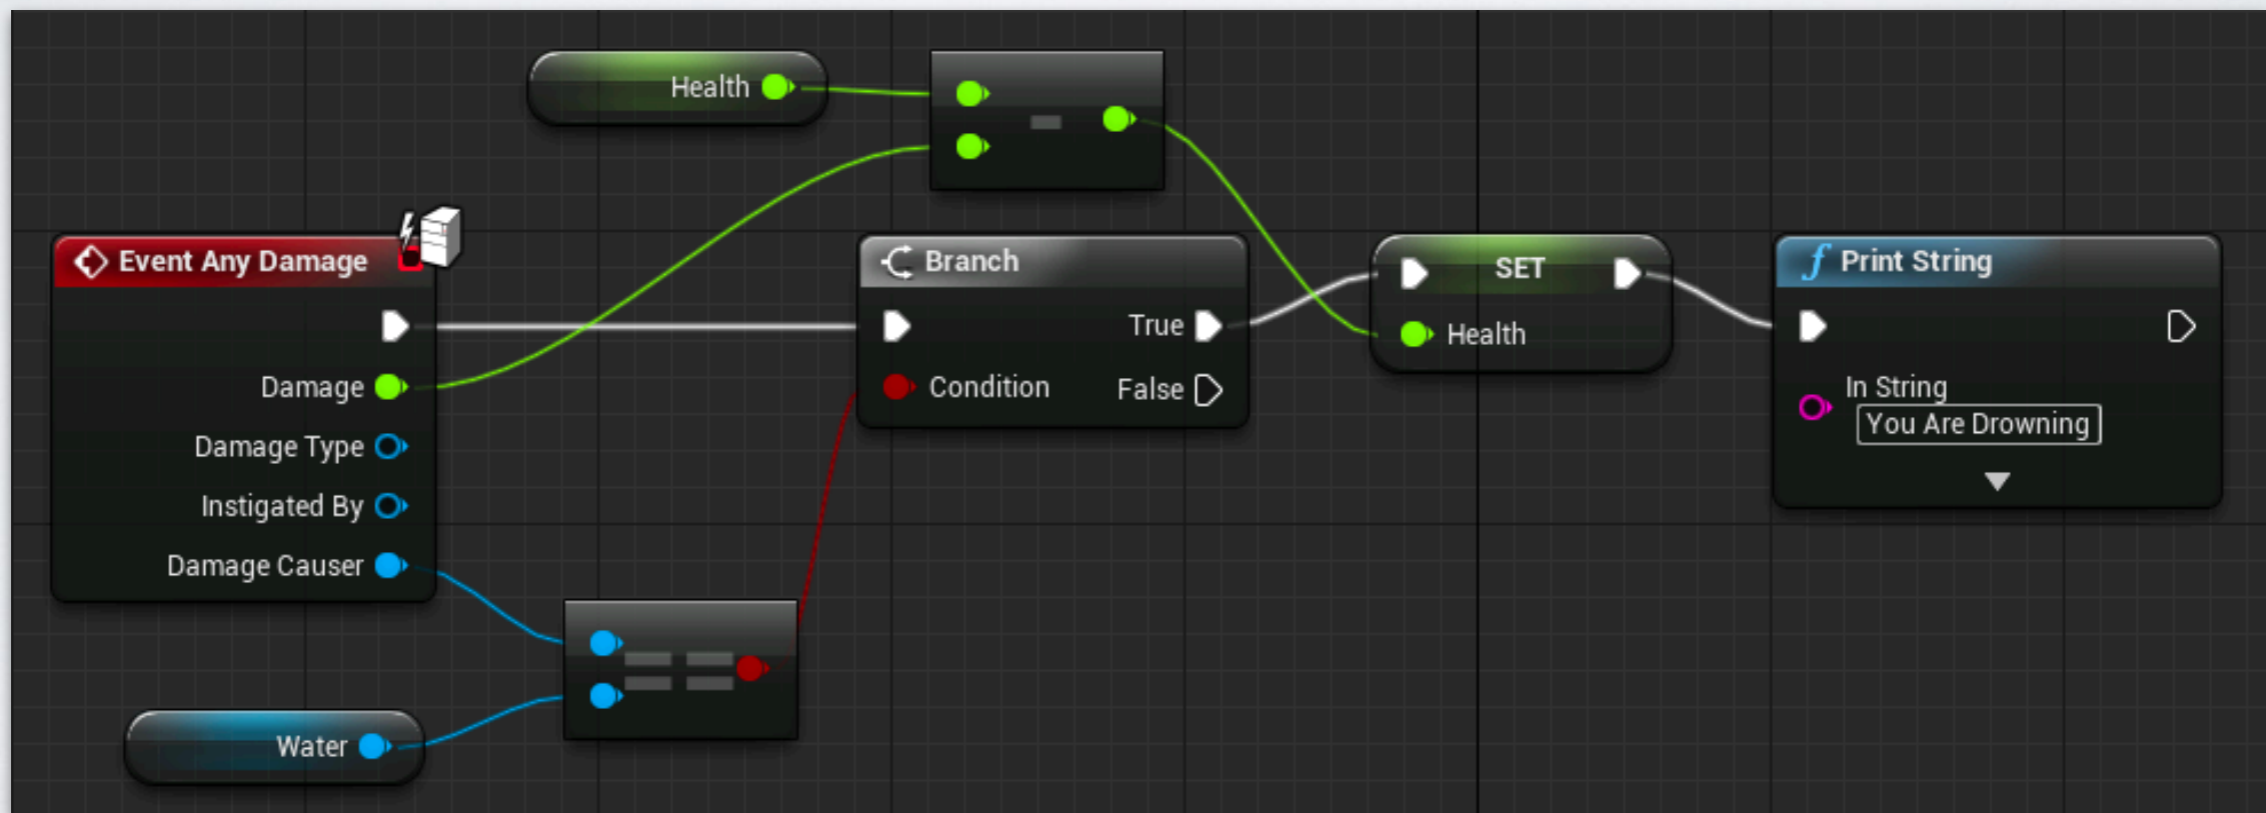 Health
Event Any Damage
Damage
Damage Type
Instigated By
Damage Causer
Water
Branch
True
Condition
False
SET
Health
Print String
In String
You Are Drowning